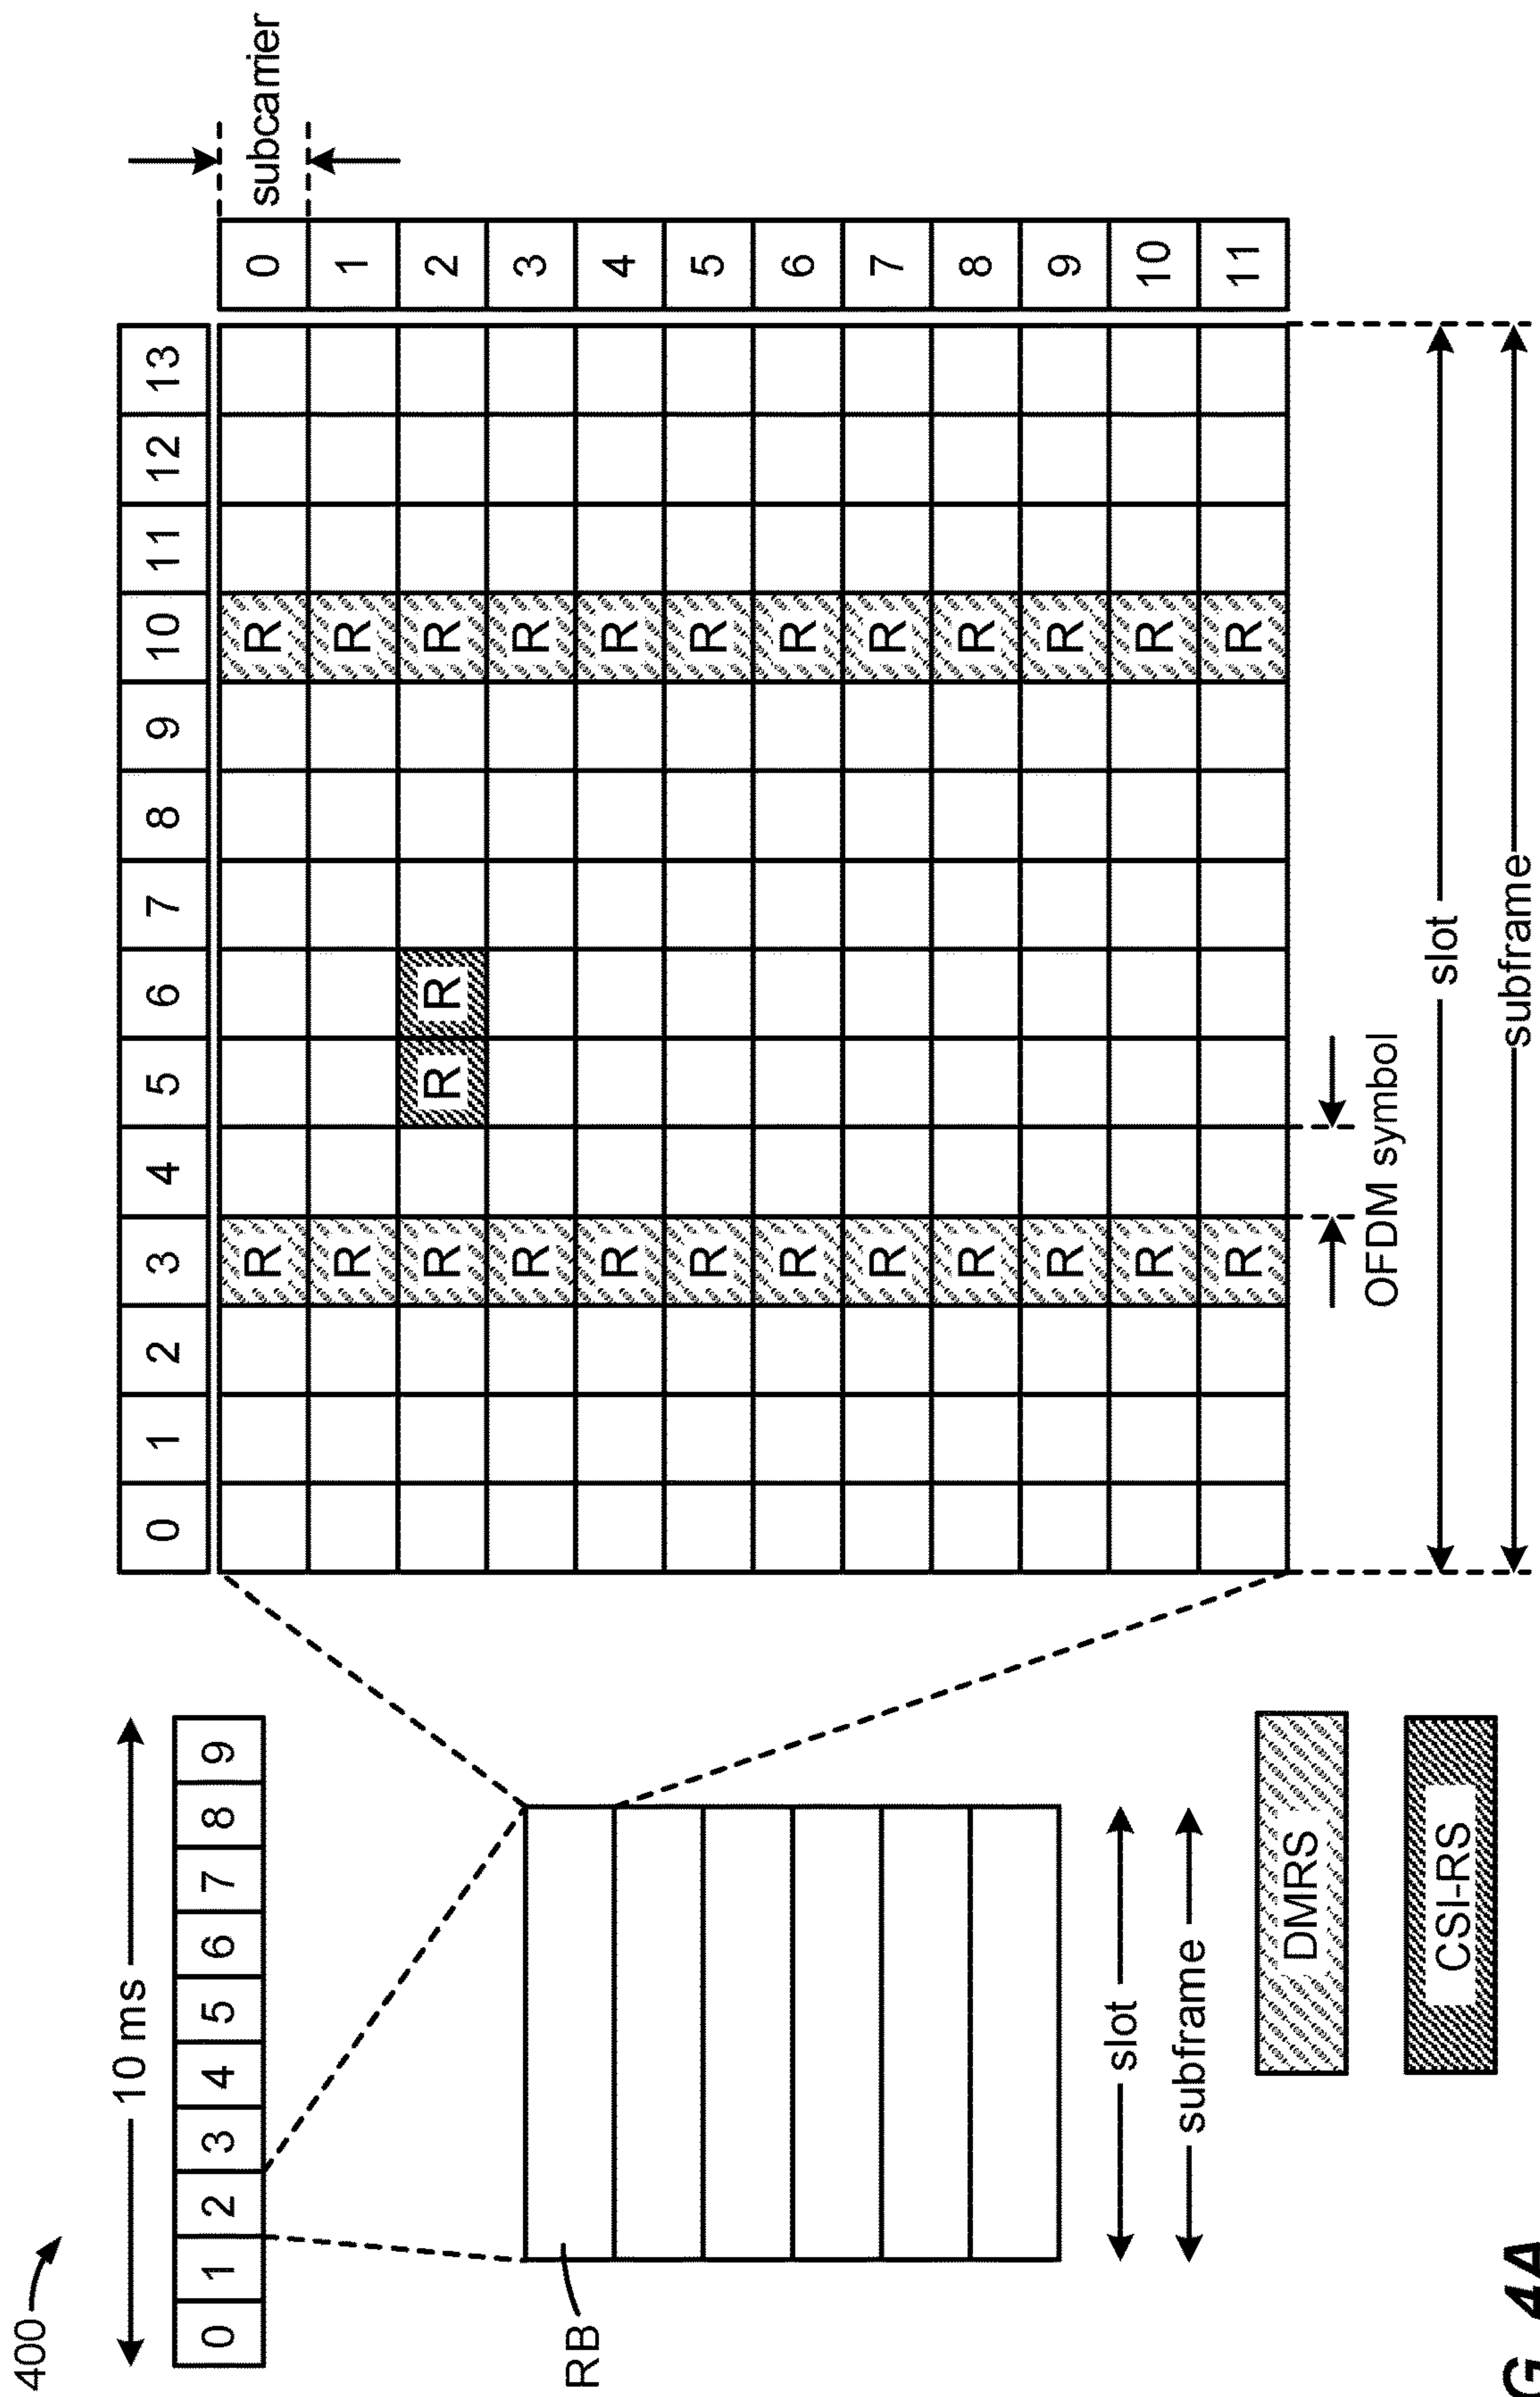 400
10 ms
0 1 2 3 4 5 6 7 8 9
RB
slot
subframe
DMRS
CSI-RS
0 1 2 3 4 5 6 7 8 9 10 11 12 13
subcarrier
R R 0
R R 1
R R R R 2
R R 3
R R 4
R R 5
R R 6
R R 7
R R 8
R R 9
R R 10
R R 11
OFDM symbol
slot
subframe
G. 4A